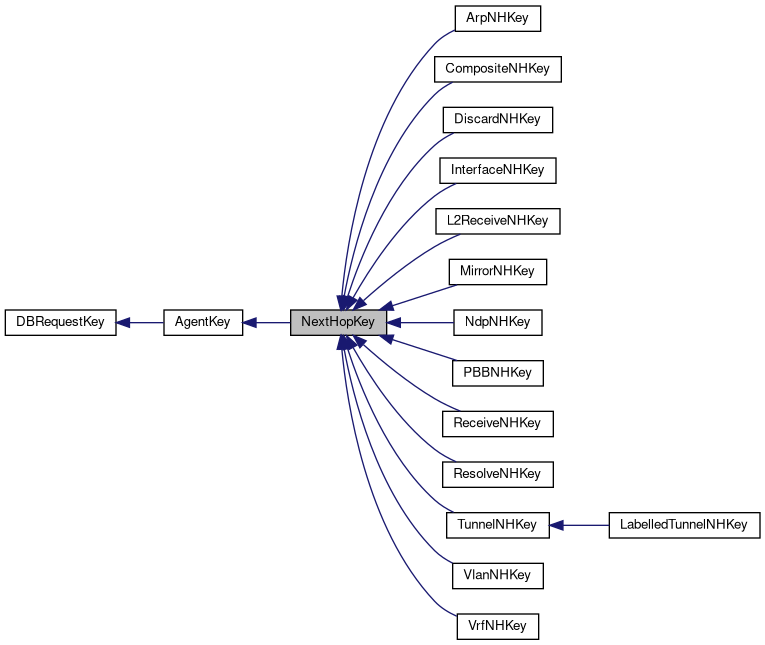 ArpNHKey
CompositeNHKey
DiscardNHKey
InterfaceNHKey
L2ReceiveNHKey
MirrorNHKey
DBRequestKey
AgentKey
NextHopKey
NdpNHKey
PBBNHKey
ReceiveNHKey
ResolveNHKey
TunnelNHKey
LabelledTunnelNHKey
VlanNHKey
VrfNHKey